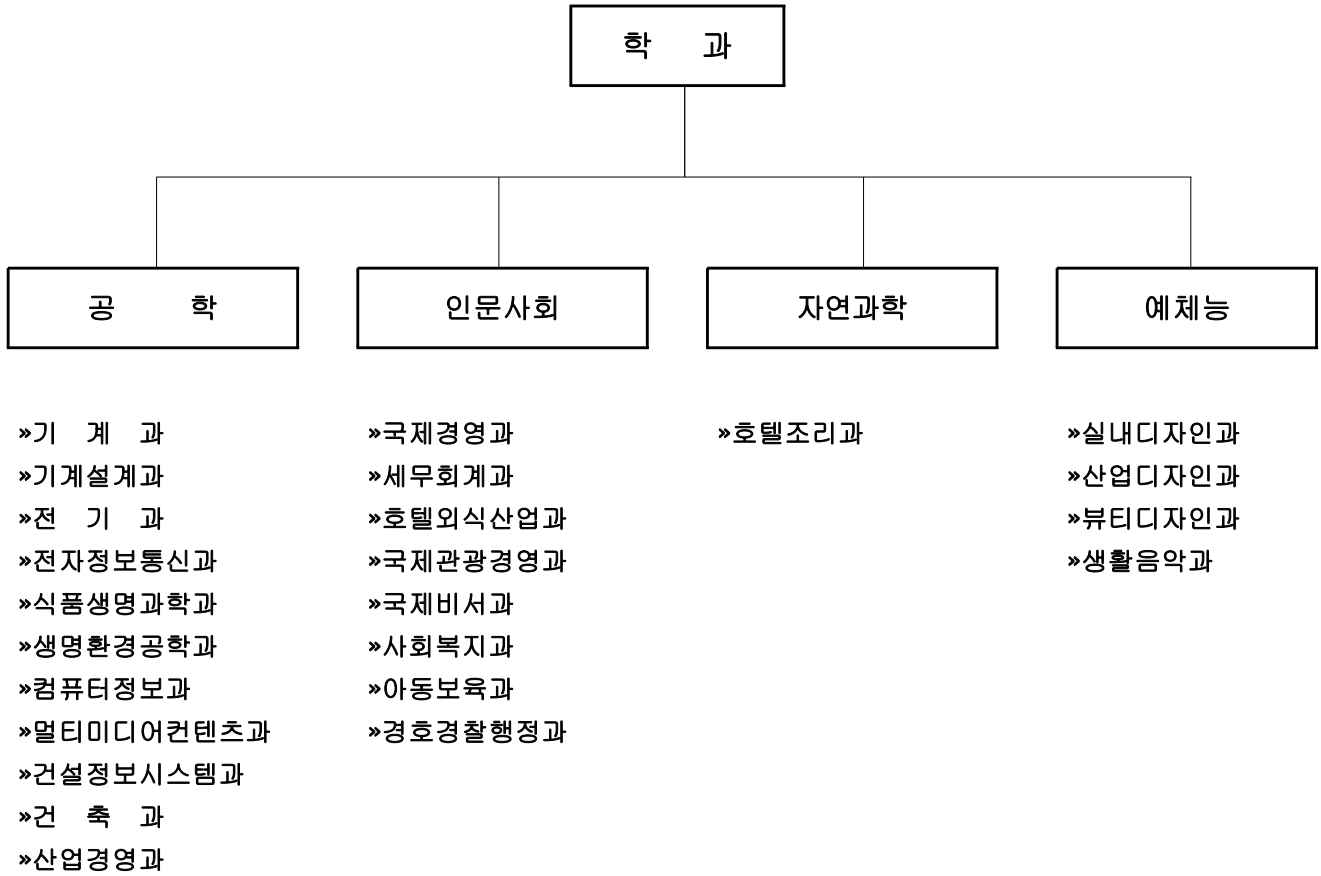 학 과
공 학
인문사회
자연과학
예체능
»기 계 과
»기계설계과
»전 기 과
»전자정보통신과
»식품생명과학과
»생명환경공학과
»컴퓨터정보과
»멀티미디어컨텐츠과
»건설정보시스템과
»건 축 과
»산업경영과
»국제경영과
»세무회계과
»호텔외식산업과
»국제관광경영과
»국제비서과
»사회복지과
»아동보육과
»경호경찰행정과
»호텔조리과
»실내디자인과
»산업디자인과
»뷰티디자인과
»생활음악과